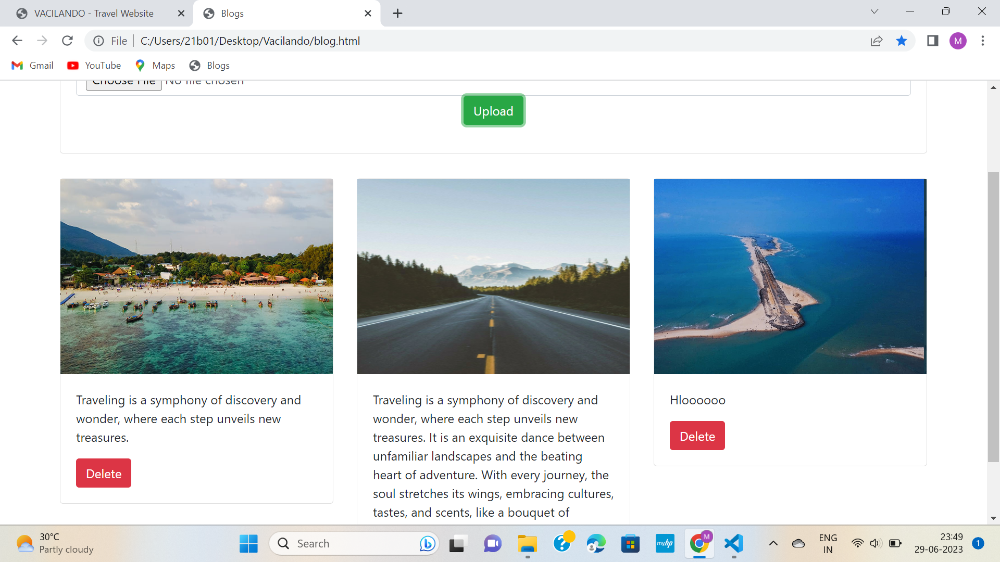 VACILANDO - Travel Website
Blogs
File
C:/Users/21b01/Desktop/Vacilando/blog.html
M
Gmail
YouTube
Maps
Blogs
Choose File No file chosen
Upload
Traveling is a symphony of discovery and
wonder, where each step unveils new
treasures.
Delete
Traveling is a symphony of discovery and
wonder, where each step unveils new
treasures. It is an exquisite dance between
unfamiliar landscapes and the beating
heart of adventure. With every journey, the
soul stretches its wings, embracing cultures,
tastes, and scents, like a bouquet of
Hloooooo
Delete
30°C
Partly cloudy
Search
myhp
M
ENG
IN
23:49
29-06-2023
1